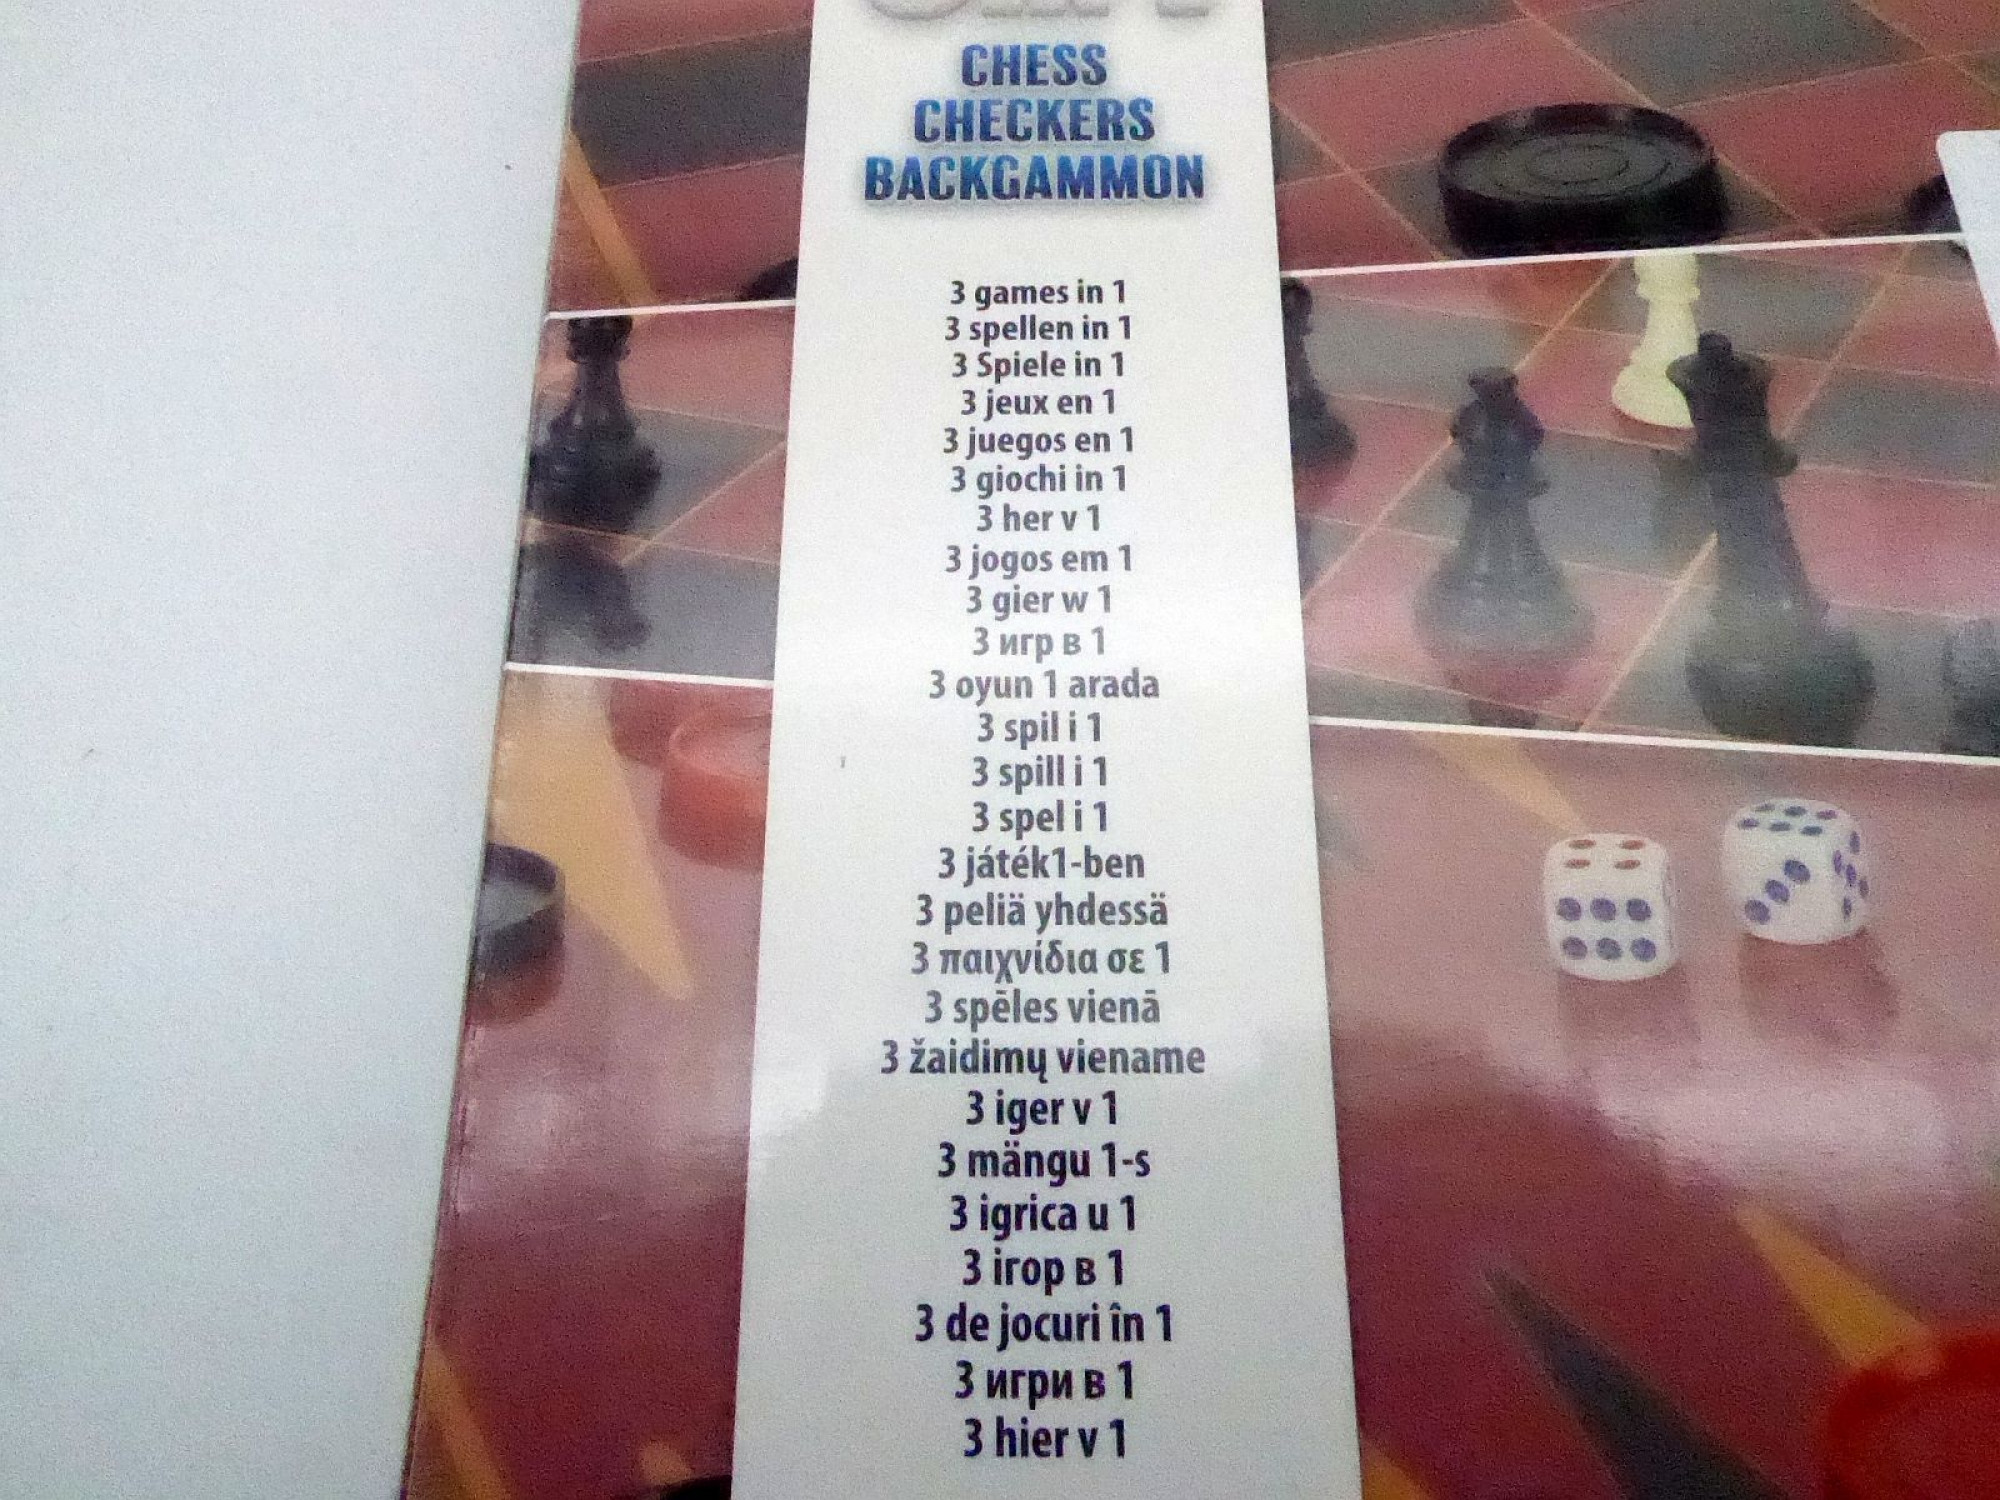 CHESS
CHECKERS
BACKGAMMON
3 games in 1
3 spellen in 1
3 Spiele in 1
3 jeux en 1
3 juegos en 1
3 giochi in 1
3 her v 1
3 jogos em 1
3 gier w 1
3 игр в 1
3 oyun 1 arada
3 spil i 1
3 spill i 1
3 spel i 1
3 játék1-ben
3 peliä yhdessä
3 παιχνίδια σε 1
3 spēles vienā
3 žaidimų viename
3 iger v 1
3 mängu 1-s
3 igrica u 1
3 ігор в 1
3 de jocuri în 1
3 игри в 1
3 hier v 1